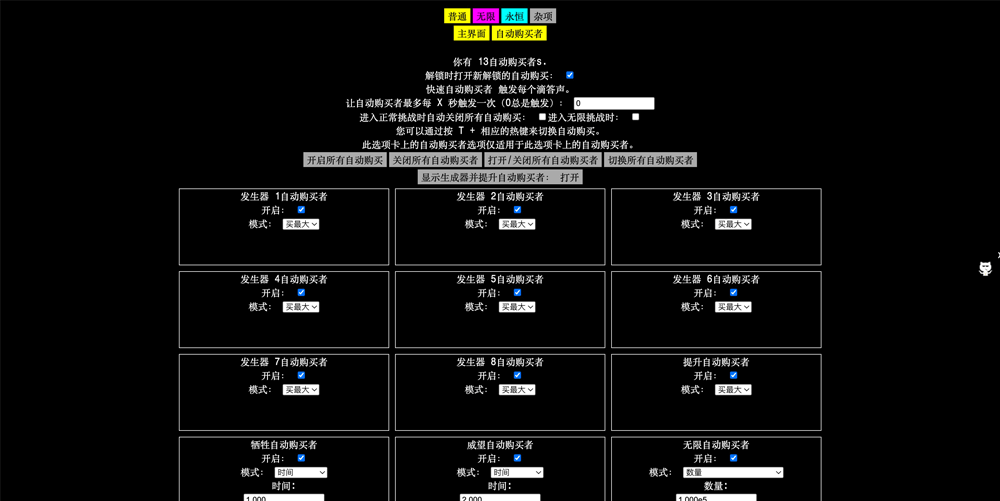 普通 无限 永恒 杂项
主界面 自动购买者
你有 13自动购买者s.
解锁时打开新解锁的自动购买:
快速自动购买者 触发每个滴答声。
让自动购买者最多每 X 秒触发一次（0总是触发）: 0
进入正常挑战时自动关闭所有自动购买: 进入无限挑战时:
您可以通过按 T + 相应的热键来切换自动购买。
此选项卡上的自动购买者选项仅适用于此选项卡上的自动购买者。
开启所有自动购买 关闭所有自动购买者 打开/关闭所有自动购买者 切换所有自动购买者
显示生成器并提升自动购买者: 打开
发生器 1自动购买者 发生器 2自动购买者 发生器 3自动购买者
开启: 开启: 开启:
模式: 买最大 模式: 买最大 模式: 买最大
发生器 4自动购买者 发生器 5自动购买者 发生器 6自动购买者
开启: 开启: 开启:
模式: 买最大 模式: 买最大 模式: 买最大
发生器 7自动购买者 发生器 8自动购买者 提升自动购买者
开启: 开启: 开启:
模式: 买最大 模式: 买最大 模式: 买最大
牺牲自动购买者 威望自动购买者 无限自动购买者
开启: 开启: 开启:
模式: 时间 模式: 时间 模式: 数量
时间: 时间: 数量:
1.000 2.000 1.000e5